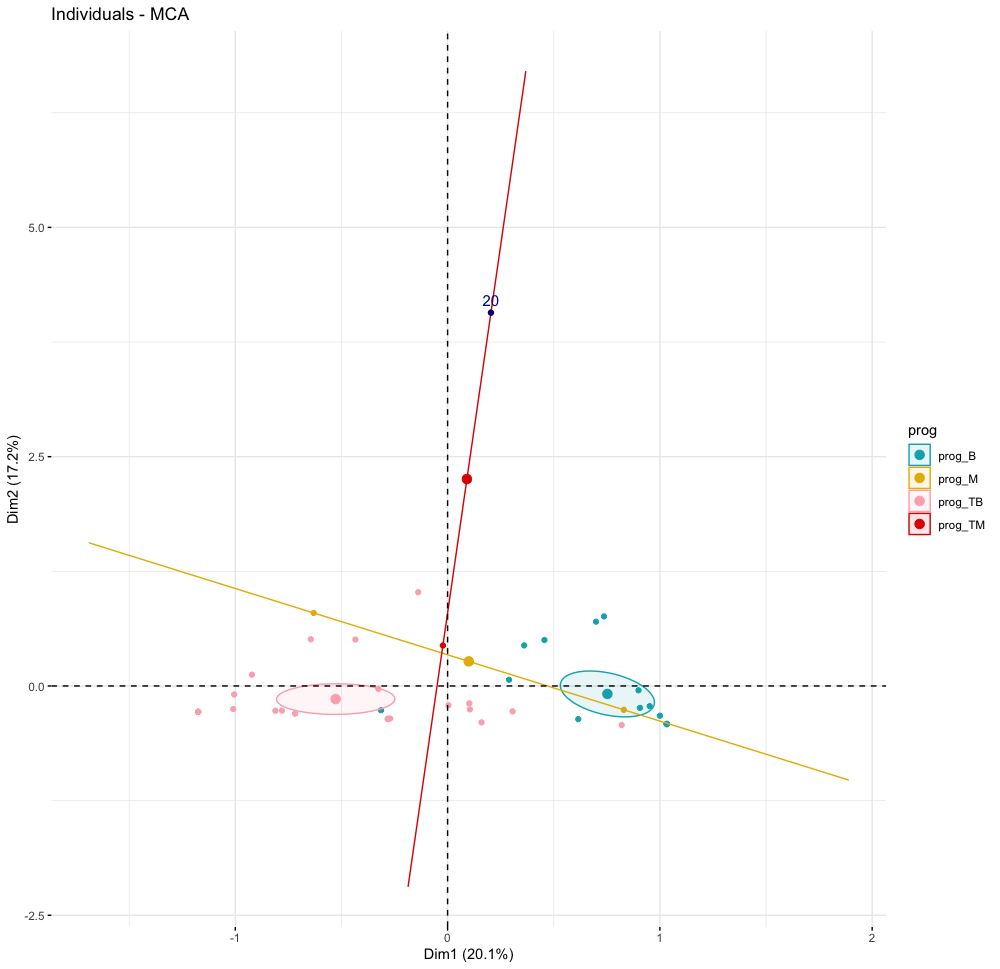 Individuals - MCA
5.0
20
2.5
Dim2 (17.2%)
0.0
-2.5
-1
0
1
2
Dim1 (20.1%)
prog
prog_B
prog_M
prog_TB
prog_TM